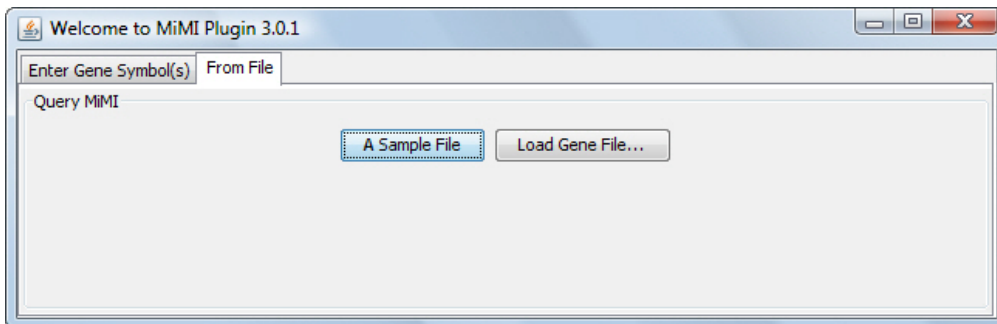 Welcome to MiMI Plugin 3.0.1
Enter Gene Symbol(s) From File
Query MiMI
A Sample File Load Gene File...